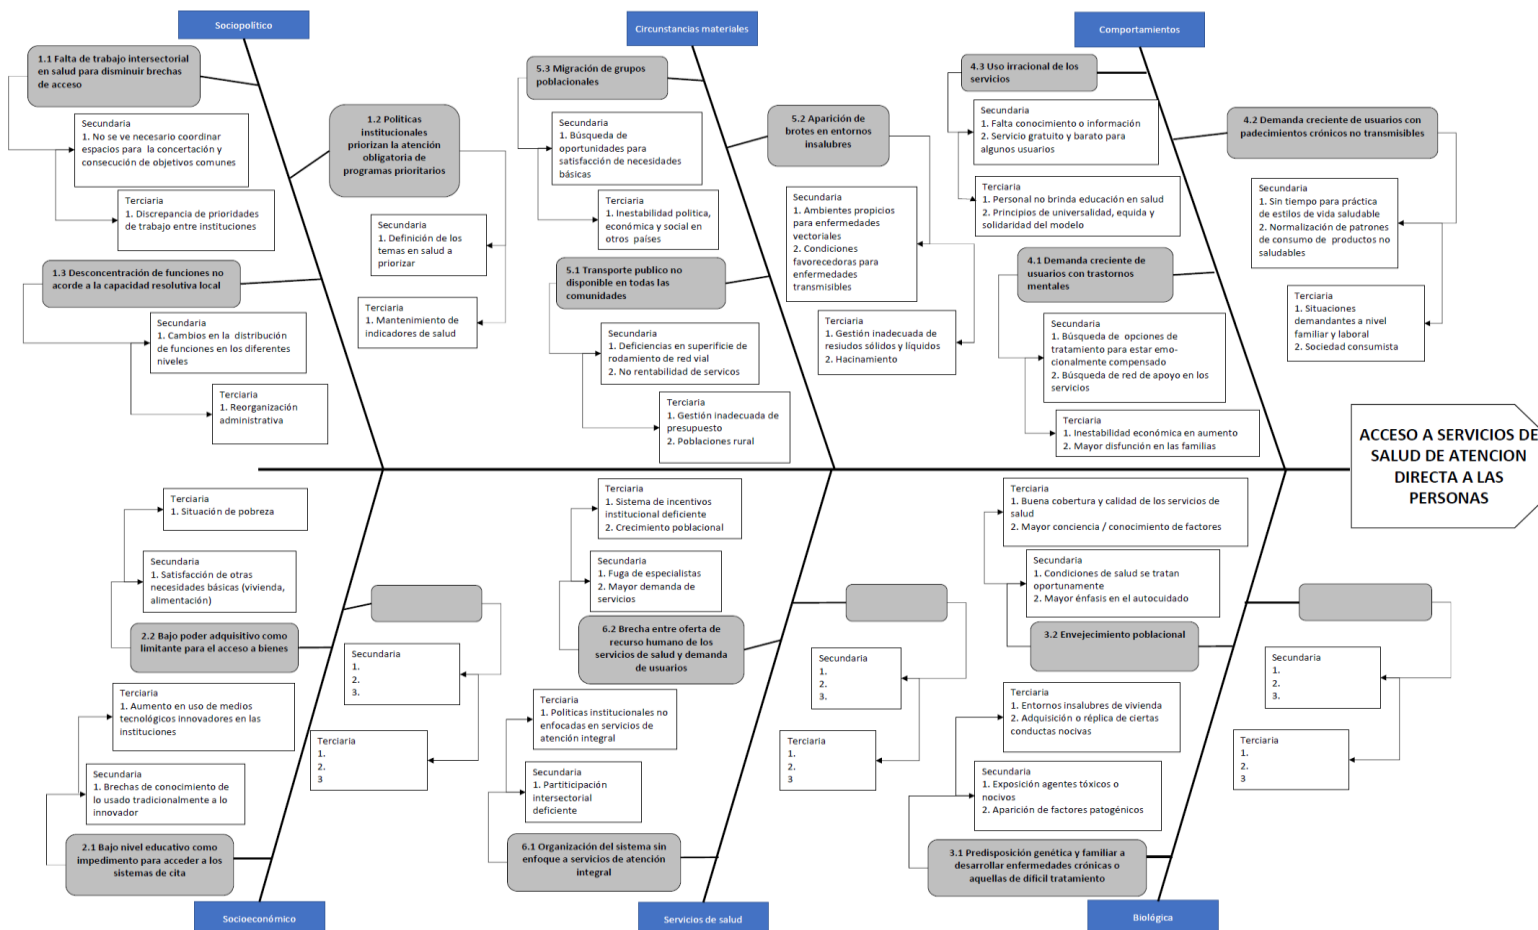 Sociopolítico
1.1 Falta de trabajo intersectorial
en salud para disminuir brechas
de acceso
Secundaria
1. No se ve necesario coordinar
espacios para la concertación y
consecución de objetivos comunes
Terciaria
1. Discrepancia de prioridades
de trabajo entre instituciones
1.2 Politicas
institucionales
priorizan la atención
obligatoria de
programas prioritarios
Secundaria
1. Definición de los
temas en salud a
priorizar
Terciaria
1. Mantenimiento de
indicadores de salud
1.3 Desconcentración de funciones no
acorde a la capacidad resolutiva local
Secundaria
1. Cambios en la distribución
de funciones en los diferentes
niveles
Terciaria
1. Reorganización
administrativa
Circunstancias materiales
5.3 Migración de grupos
poblacionales
Secundaria
1. Búsqueda de
oportunidades para
satisfacción de necesidades
básicas
Terciaria
1. Inestabilidad politica,
económica y social en
otros países
5.2 Aparición de
brotes en entornos
insalubres
Secundaria
1. Ambientes propicios
para enfermedades
vectoriales
2. Condiciones
favorecedoras para
enfermedades
transmisibles
Terciaria
1. Gestión inadecuada de
resiudos sólidos y líquidos
2. Hacinamiento
5.1 Transporte publico no
disponible en todas las
comunidades
Secundaria
1. Deficiencias en superficie de
rodamiento de red vial
2. No rentabilidad de servicos
Terciaria
1. Gestión inadecuada de
presupuesto
2. Poblaciones rural
Comportamientos
4.3 Uso irracional de los
servicios
Secundaria
1. Falta conocimiento o información
2. Servicio gratuito y barato para
algunos usuarios
Terciaria
1. Personal no brinda educación en salud
2. Principios de universalidad, equida y
solidaridad del modelo
4.2 Demanda creciente de usuarios con
padecimientos crónicos no transmisibles
Secundaria
1. Sin tiempo para práctica
de estilos de vida saludable
2. Normalización de patrones
de consumo de productos no
saludables
Terciaria
1. Situaciones
demandantes a nivel
familiar y laboral
2. Sociedad consumista
4.1 Demanda creciente de
usuarios con trastornos
mentales
Secundaria
1. Búsqueda de opciones de
tratamiento para estar emo-
cionalmente compensado
2. Búsqueda de red de apoyo en los
servicios
Terciaria
1. Inestabilidad económica en aumento
2. Mayor disfunción en las familias
ACCESO A SERVICIOS DE
SALUD DE ATENCION
DIRECTA A LAS
PERSONAS
Terciaria
1. Situación de pobreza
Secundaria
1. Satisfacción de otras
necesidades básicas (vivienda,
alimentación)
2.2 Bajo poder adquisitivo como
limitante para el acceso a bienes
Terciaria
1. Aumento en uso de medios
tecnológicos innovadores en las
instituciones
Secundaria
1. Brechas de conocimiento de
lo usado tradicionalmente a lo
innovador
2.1 Bajo nivel educativo como
impedimento para acceder a los
sistemas de cita
Secundaria
1.
2.
3.
Terciaria
1.
2.
3
Socioeconómico
Terciaria
1. Sistema de incentivos
institucional deficiente
2. Crecimiento poblacional
Secundaria
1. Fuga de especialistas
2. Mayor demanda de
servicios
6.2 Brecha entre oferta de
recurso humano de los
servicios de salud y demanda
de usuarios
Terciaria
1. Politicas institucionales no
enfocadas en servicios de
atención integral
Secundaria
1. Partiticipación
intersectorial
deficiente
6.1 Organización del sistema sin
enfoque a servicios de atención
integral
Secundaria
1.
2.
3.
Terciaria
1.
2.
3
Servicios de salud
Terciaria
1. Buena cobertura y calidad de los servicios de
salud
2. Mayor conciencia / conocimiento de factores
Secundaria
1. Condiciones de salud se tratan
oportunamente
2. Mayor énfasis en el autocuidado
3.2 Envejecimiento poblacional
Terciaria
1. Entornos insalubres de vivienda
2. Adquisición o réplica de ciertas
conductas nocivas
Secundaria
1. Exposición agentes tóxicos o
nocivos
2. Aparición de factores patogénicos
3.1 Predisposición genética y familiar a
desarrollar enfermedades crónicas o
aquellas de díficil tratamiento
Secundaria
1.
2.
3.
Terciaria
1.
2.
3
Biológica